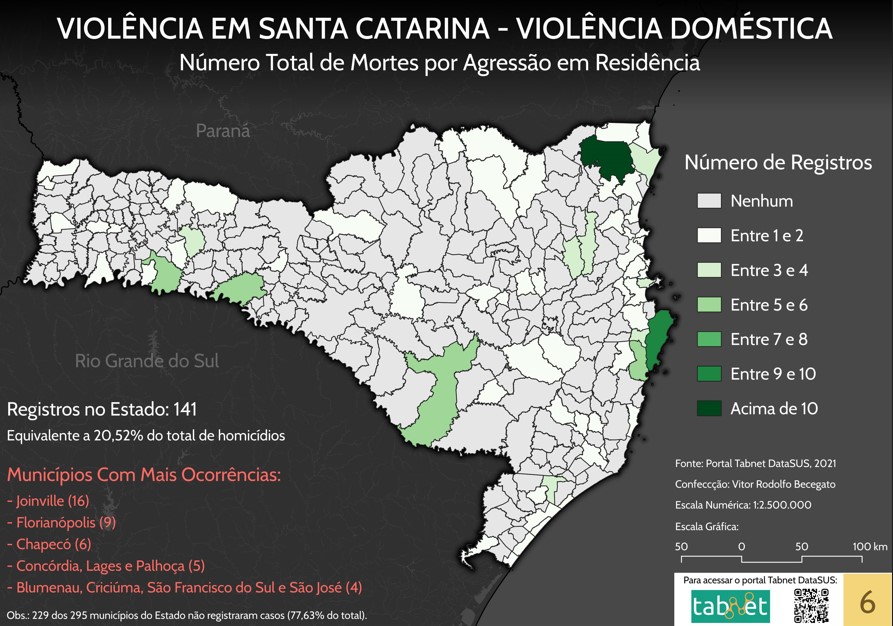 VIOLÊNCIA EM SANTA CATARINA - VIOLÊNCIA DOMÉSTICA
Número Total de Mortes por Agressão em Residência
Paraná
Rio Grande do Sul
Número de Registros
Nenhum
Entre 1 e 2
Entre 3 e 4
Entre 5 e 6
Entre 7 e 8
Entre 9 e 10
Acima de 10
Registros no Estado: 141
Equivalente a 20,52% do total de homicídios
Municípios Com Mais Ocorrências:
- Joinville (16)
- Florianópolis (9)
- Chapecó (6)
- Concórdia, Lages e Palhoça (5)
- Blumenau, Criciúma, São Francisco do Sul e São José (4)
Obs.: 229 dos 295 municípios do Estado não registraram casos (77,63% do total).
Fonte: Portal Tabnet DataSUS, 2021
Confeccção: Vitor Rodolfo Becegato
Escala Numérica: 1:2.500.000
Escala Gráfica:
50 0 50 100 km
Para acessar o portal Tabnet DataSUS:
tabnet
6